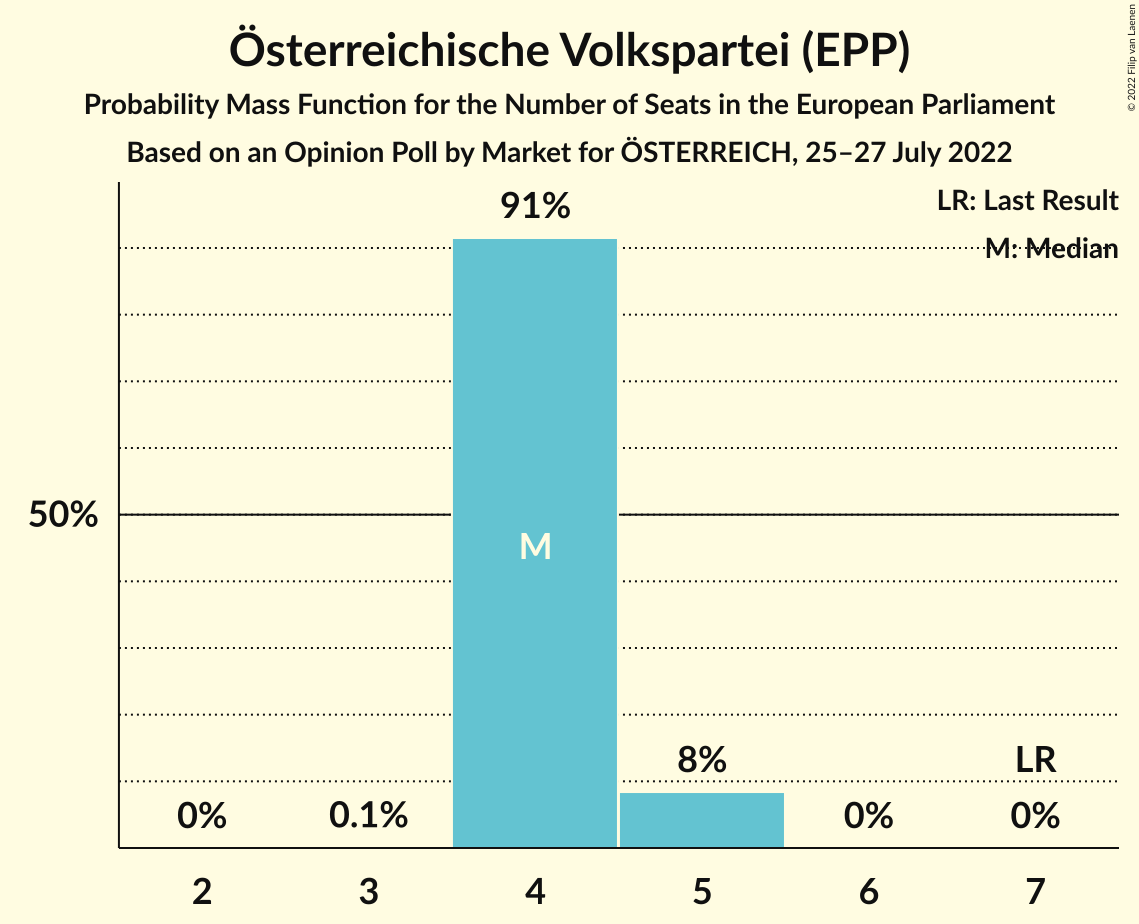 Österreichische Volkspartei (EPP)
Probability Mass Function for the Number of Seats in the European Parliament
Based on an Opinion Poll by Market for ÖSTERREICH, 25–27 July 2022
© 2022 Filip van Laenen
LR: Last Result
M: Median
91%
50%
M
8%
LR
0%
0.1%
0%
0%
2
3
4
5
6
7